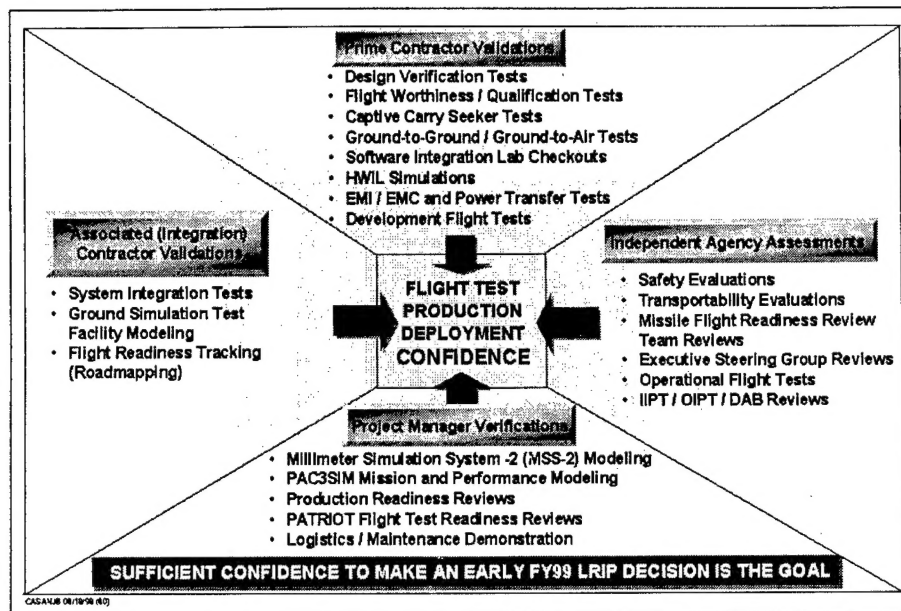 Prime Contractor Validations
• Design Verification Tests
• Flight Worthiness / Qualification Tests
• Captive Carry Seeker Tests
• Ground-to-Ground / Ground-to-Air Tests
• Software Integration Lab Checkouts
• HWIL Simulations
• EMI / EMC and Power Transfer Tests
• Development Flight Tests
Associated (Integration)
Contractor Validations
• System Integration Tests
• Ground Simulation Test
Facility Modeling
• Flight Readiness Tracking
(Roadmapping)
FLIGHT TEST
PRODUCTION
DEPLOYMENT
CONFIDENCE
Independent Agency Assessments
• Safety Evaluations
• Transportability Evaluations
• Missile Flight Readiness Review
Team Reviews
• Executive Steering Group Reviews
• Operational Flight Tests
• IIPT / OIPT / DAB Reviews
Project Manager Verifications
• Millimeter Simulation System -2 (MSS-2) Modeling
• PAC3SIM Mission and Performance Modeling
• Production Readiness Reviews
• PATRIOT Flight Test Readiness Reviews
• Logistics / Maintenance Demonstration
SUFFICIENT CONFIDENCE TO MAKE AN EARLY FY99 LRIP DECISION IS THE GOAL